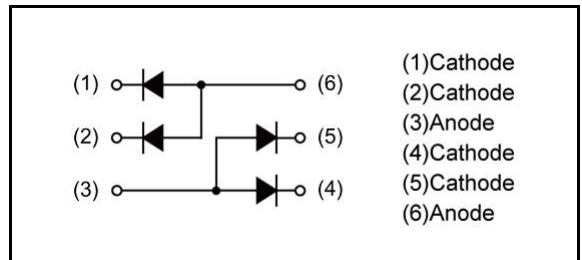 (1) (6)
(2) (5)
(3) (4)
(1)Cathode
(2)Cathode
(3)Anode
(4)Cathode
(5)Cathode
(6)Anode